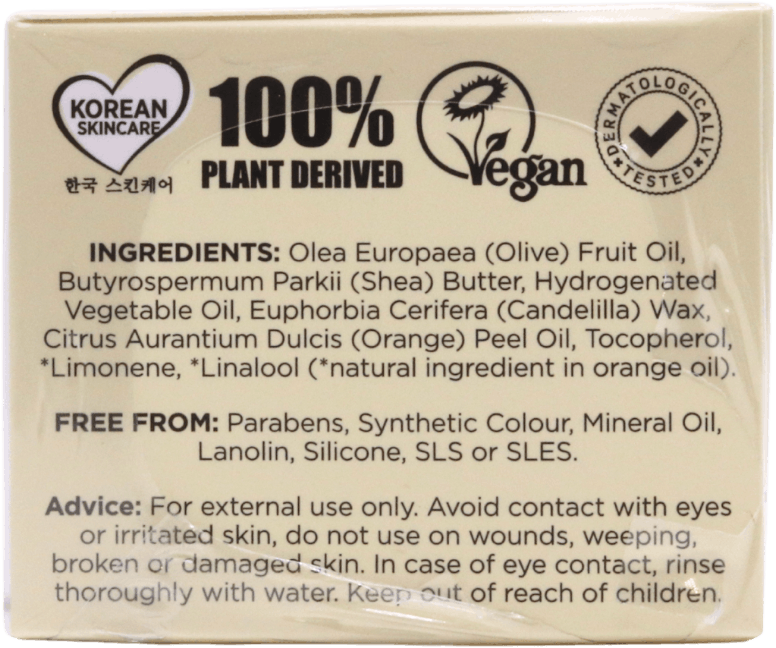 KOREAN
SKINCARE
한국 스킨케어
100%
PLANT DERIVED
Vegan
DERMATOLOGICALLY
TESTED
INGREDIENTS: Olea Europaea (Olive) Fruit Oil,
Butyrospermum Parkii (Shea) Butter, Hydrogenated
Vegetable Oil, Euphorbia Cerifera (Candelilla) Wax,
Citrus Aurantium Dulcis (Orange) Peel Oil, Tocopherol,
*Limonene, *Linalool (*natural ingredient in orange oil).
FREE FROM: Parabens, Synthetic Colour, Mineral Oil,
Lanolin, Silicone, SLS or SLES.
Advice: For external use only. Avoid contact with eyes
or irritated skin, do not use on wounds, weeping,
broken or damaged skin. In case of eye contact, rinse
thoroughly with water. Keep out of reach of children.